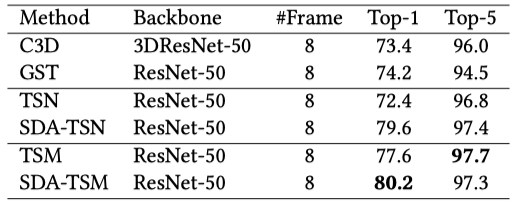 Method Backbone #Frame Top-1 Top-5
C3D 3DResNet-50 8 73.4 96.0
GST ResNet-50 8 74.2 94.5
TSN ResNet-50 8 72.4 96.8
SDA-TSN ResNet-50 8 79.6 97.4
TSM ResNet-50 8 77.6 97.7
SDA-TSM ResNet-50 8 80.2 97.3